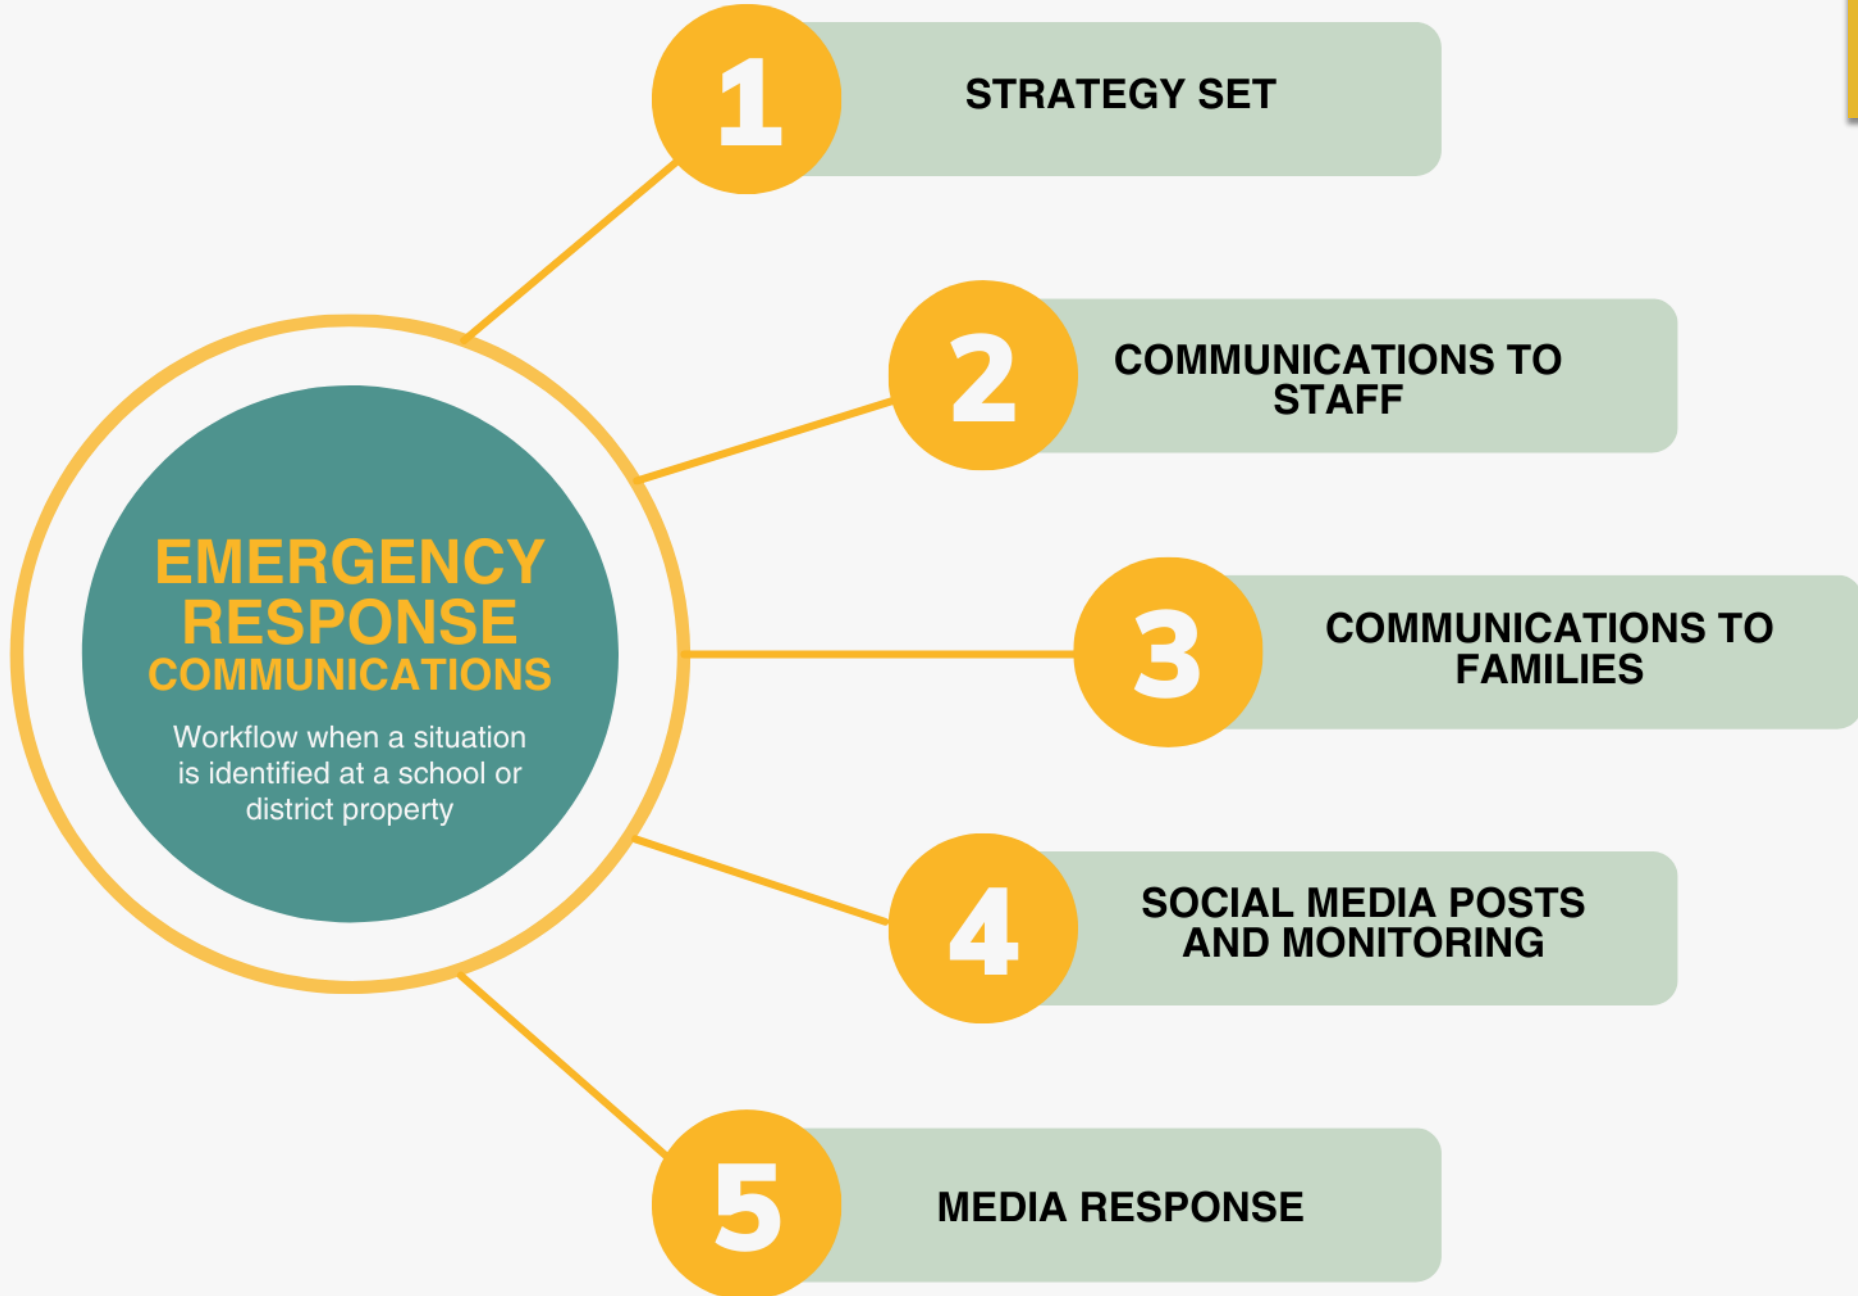 EMERGENCY
RESPONSE
COMMUNICATIONS
Workflow when a situation
is identified at a school or
district property
1
STRATEGY SET
2
COMMUNICATIONS TO
STAFF
3
COMMUNICATIONS TO
FAMILIES
4
SOCIAL MEDIA POSTS
AND MONITORING
5
MEDIA RESPONSE